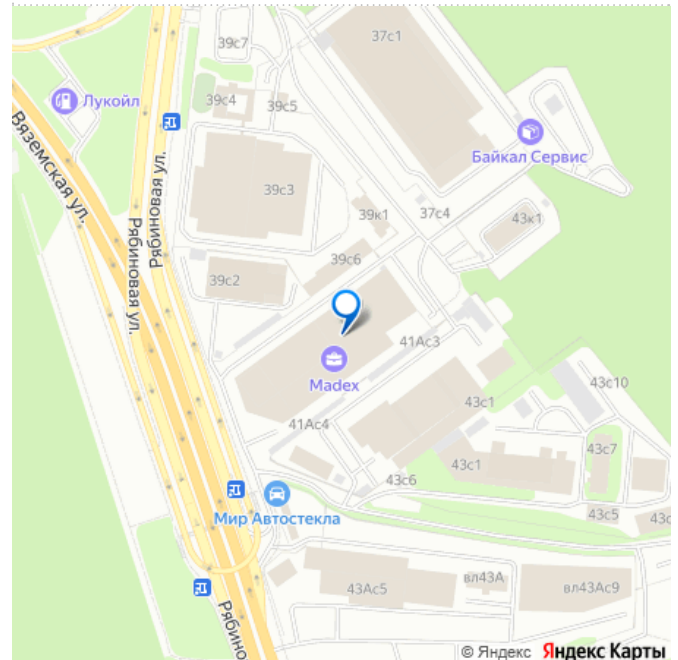 37с1
39с7
Лукойл
39с4
39с5
Байкал Сервис
Вяземская ул.
Рябиновая ул.
39с3
37с4
39к1
43к1
Рябиновая ул.
39с6
39с2
41Ас3
Madex
43с10
43с1
41Ас4
43с7
43с1
43с6
43с5
43с
Мир Автостекла
43Ас5
вл43А
вл43Ас9
Рябино
© Яндекс Яндекс Карты